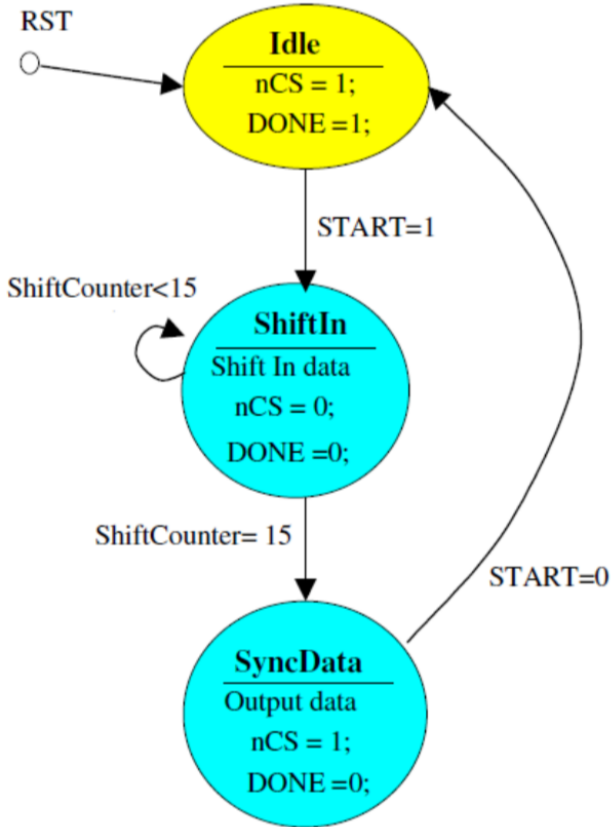 RST
Idle
nCS = 1;
DONE =1;
START=1
ShiftCounter<15
ShiftIn
Shift In data
nCS = 0;
DONE =0;
ShiftCounter= 15
START=0
SyncData
Output data
nCS = 1;
DONE =0;